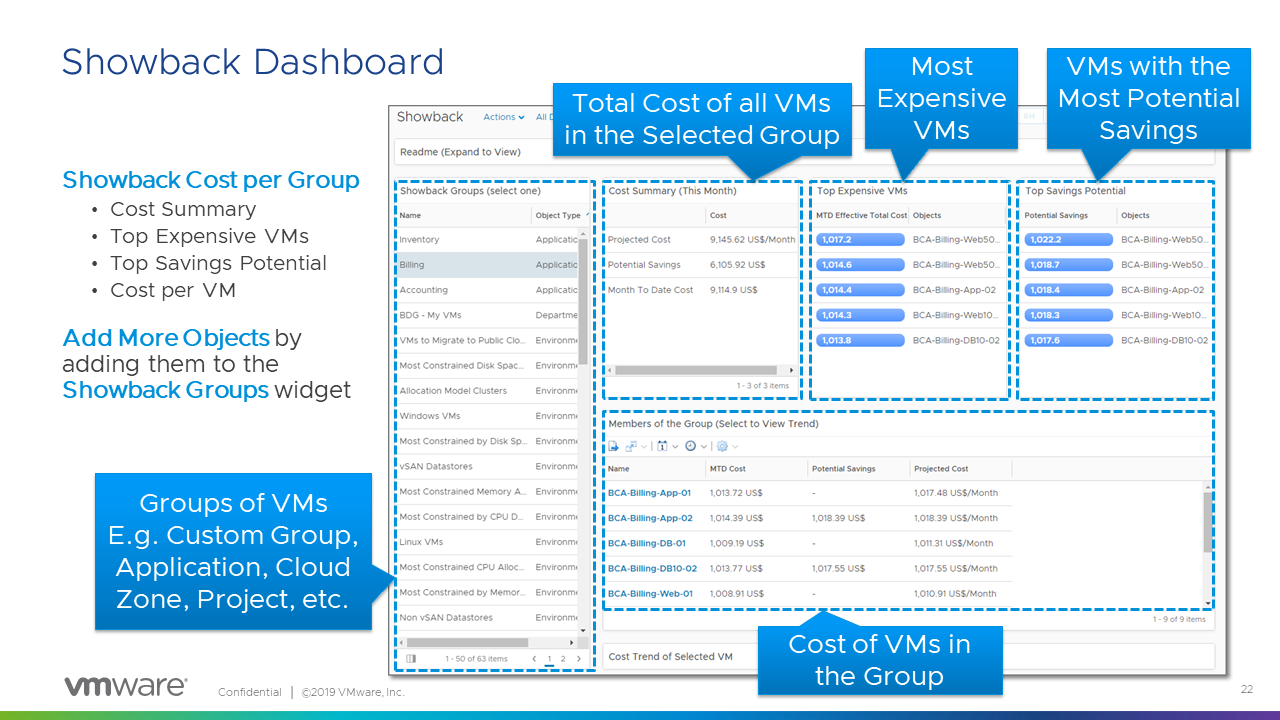 Showback Dashboard
Showback Cost per Group
• Cost Summary
• Top Expensive VMs
• Top Savings Potential
• Cost per VM
Add More Objects by
adding them to the
Showback Groups widget
Groups of VMs
E.g. Custom Group,
Application, Cloud
Zone, Project, etc.
Total Cost of all VMs
in the Selected Group
Most
Expensive
VMs
VMs with the
Most Potential
Savings
Showback Actions All D
Readme (Expand to View)
Showback Groups (select one)
Name Object Type
Inventory Applicatic
Billing Applicatic
Accounting Applicatic
BDG - My VMs Departme
VMs to Migrate to Public Clo... Environm
Most Constrained Disk Spac... Environm
Allocation Model Clusters Environm
Windows VMs Environm
Most Constrained by Disk Sp... Environm
vSAN Datastores Environm
Most Constrained Memory A... Environm
Most Constrained by CPU D... Environm
Linux VMs Environm
Most Constrained CPU Alloc... Environm
Most Constrained by Memor... Environm
Non vSAN Datastores Environm
1 - 50 of 63 items 1 2
Cost Summary (This Month)
Cost
Projected Cost 9,145.62 US$/Month
Potential Savings 6,105.92 US$
Month To Date Cost 9,114.9 US$
1 - 3 of 3 items
Top Expensive VMs
MTD Effective Total Cost Objects
1,017.2 BCA-Billing-Web50...
1,014.6 BCA-Billing-Web50...
1,014.4 BCA-Billing-App-02
1,014.3 BCA-Billing-Web10...
1,013.8 BCA-Billing-DB10-02
Top Savings Potential
Potential Savings Objects
1,022.2 BCA-Billing-Web50...
1,018.7 BCA-Billing-Web50...
1,018.4 BCA-Billing-App-02
1,018.3 BCA-Billing-Web10...
1,017.6 BCA-Billing-DB10-02
Members of the Group (Select to View Trend)
Name MTD Cost Potential Savings Projected Cost
BCA-Billing-App-01 1,013.72 US$ - 1,017.48 US$/Month
BCA-Billing-App-02 1,014.39 US$ 1,018.39 US$ 1,018.39 US$/Month
BCA-Billing-DB-01 1,009.19 US$ - 1,011.31 US$/Month
BCA-Billing-DB10-02 1,013.77 US$ 1,017.55 US$ 1,017.55 US$/Month
BCA-Billing-Web-01 1,008.91 US$ - 1,010.91 US$/Month
1 - 9 of 9 items
Cost Trend of Selected VM
Cost of VMs in
the Group
vmware® Confidential | ©2019 VMware, Inc. 22